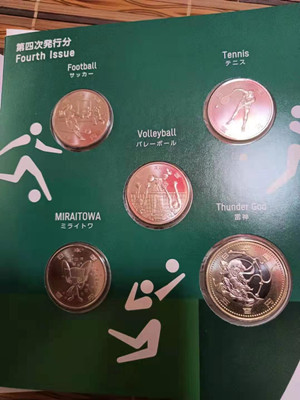 第四次発行分
Fourth Issue
Football
サッカー
Tennis
テニス
Volleyball
バレーボール
MIRAITOWA
ミライトワ
Thunder God
雷神